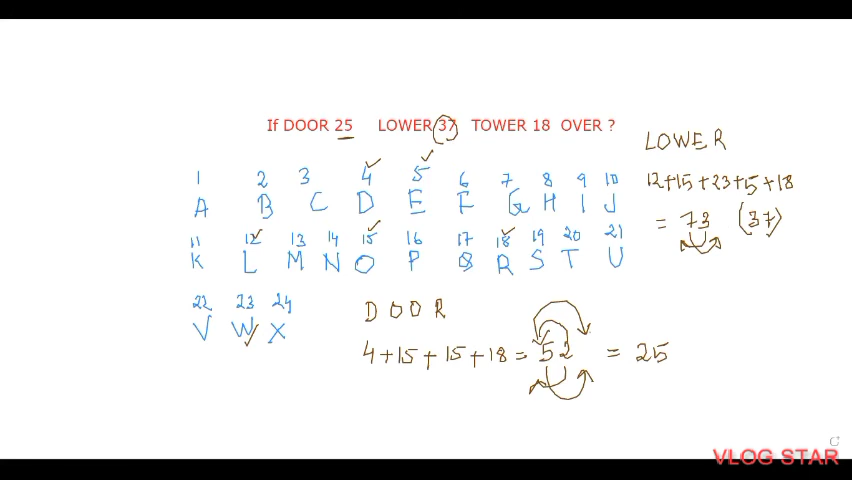 If DOOR 25 LOWER 37 TOWER 18 OVER ?
LOWER
12+15+23+5+18
= 73 (37)
1 2 3 4 5 6 7 8 9 10
A B C D E F G H I J
11 12 13 14 15 16 17 18 19 20 21
K L M N O P Q R S T U
22 23 24
V W X
D O O R
4+15+15+18 = 52 = 25
VLOG STAR